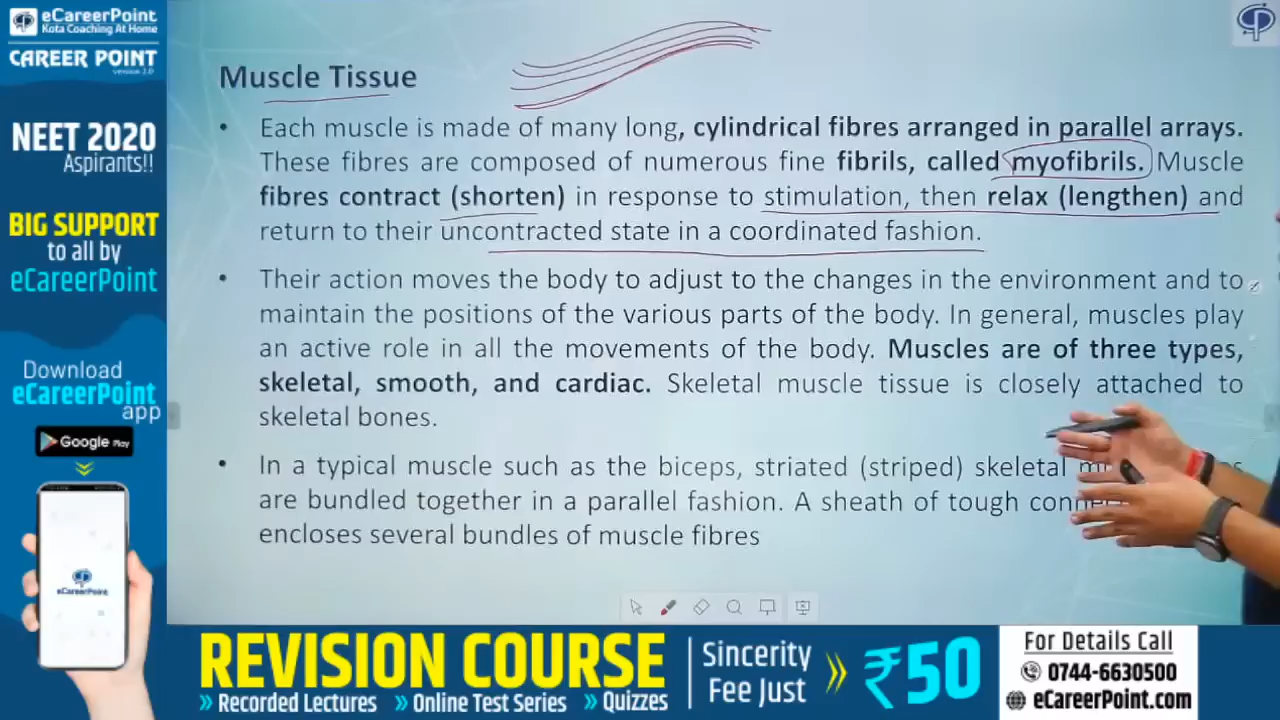 eCareerPoint
Kota Coaching At Home
CAREER POINT
version 2.0
NEET 2020
Aspirants!!
BIG SUPPORT
to all by
eCareerPoint
Download
eCareerPoint
app
Google Play
eCareerPoint
Muscle Tissue
• Each muscle is made of many long, cylindrical fibres arranged in parallel arrays.
These fibres are composed of numerous fine fibrils, called myofibrils. Muscle
fibres contract (shorten) in response to stimulation, then relax (lengthen) and
return to their uncontracted state in a coordinated fashion.
• Their action moves the body to adjust to the changes in the environment and to
maintain the positions of the various parts of the body. In general, muscles play
an active role in all the movements of the body. Muscles are of three types,
skeletal, smooth, and cardiac. Skeletal muscle tissue is closely attached to
skeletal bones.
• In a typical muscle such as the biceps, striated (striped) skeletal
are bundled together in a parallel fashion. A sheath of tough
encloses several bundles of muscle fibres
REVISION COURSE
» Recorded Lectures » Online Test Series » Quizzes
Sincerity
Fee Just
» ₹50
For Details Call
0744-6630500
eCareerPoint.com